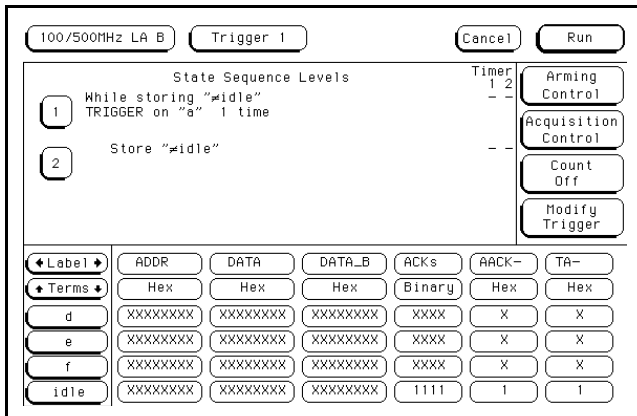 100/500MHz LA B Trigger 1 Cancel Run
State Sequence Levels Timer
1 2
1 While storing "≠idle" - -
TRIGGER on "a" 1 time
2 Store "≠idle" - -
Arming
Control
Acquisition
Control
Count
Off
Modify
Trigger
Label ADDR DATA DATA_B ACKs AACK- TA-
Terms Hex Hex Hex Binary Hex Hex
d XXXXXXXX XXXXXXXX XXXXXXXX XXXX X X
e XXXXXXXX XXXXXXXX XXXXXXXX XXXX X X
f XXXXXXXX XXXXXXXX XXXXXXXX XXXX X X
idle XXXXXXXX XXXXXXXX XXXXXXXX 1111 1 1